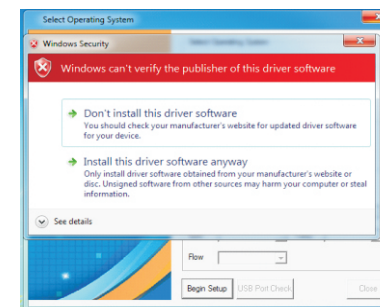 Select Operating System
Windows Security
Windows can't verify the publisher of this driver software
Don't install this driver software
You should check your manufacturer's website for updated driver software
for your device.
Install this driver software anyway
Only install driver software obtained from your manufacturer's website or
disc. Unsigned software from other sources may harm your computer or steal
information.
See details
Flow
Begin Setup
USB Port Check
Close